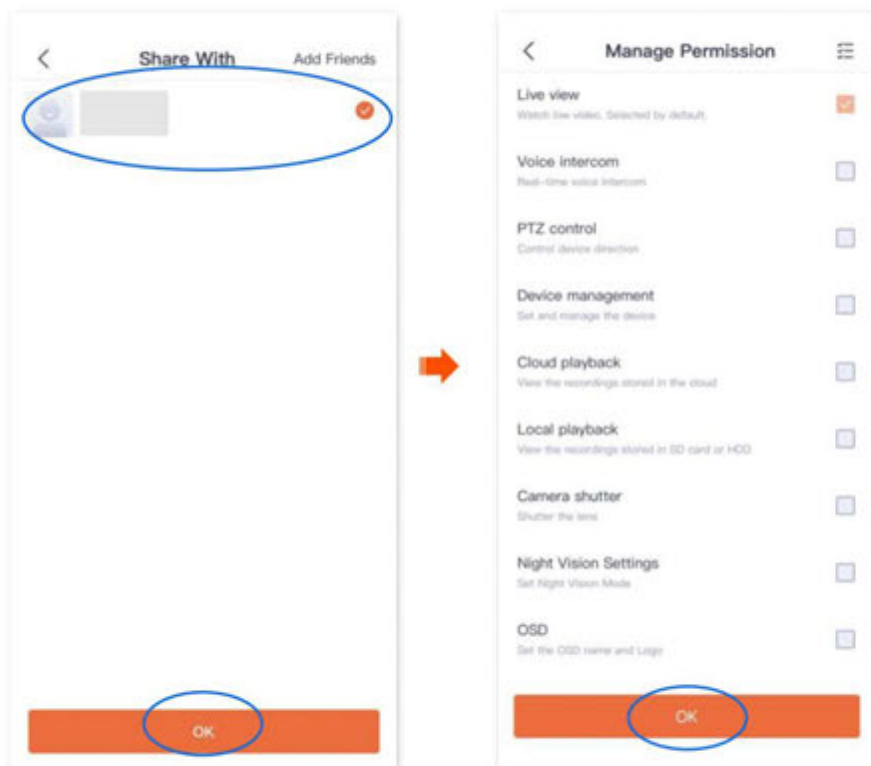 Share With
Add Friends
OK
Manage Permission
Live view
Watch live video. Selected by default.
Voice intercom
Real-time voice intercom
PTZ control
Control device direction
Device management
Set and manage the device
Cloud playback
View the recordings stored in the cloud
Local playback
View the recordings stored in SD card or HDD
Camera shutter
Shutter the lens
Night Vision Settings
Set Night Vision Mode
OSD
Set the OSD name and Logo
OK